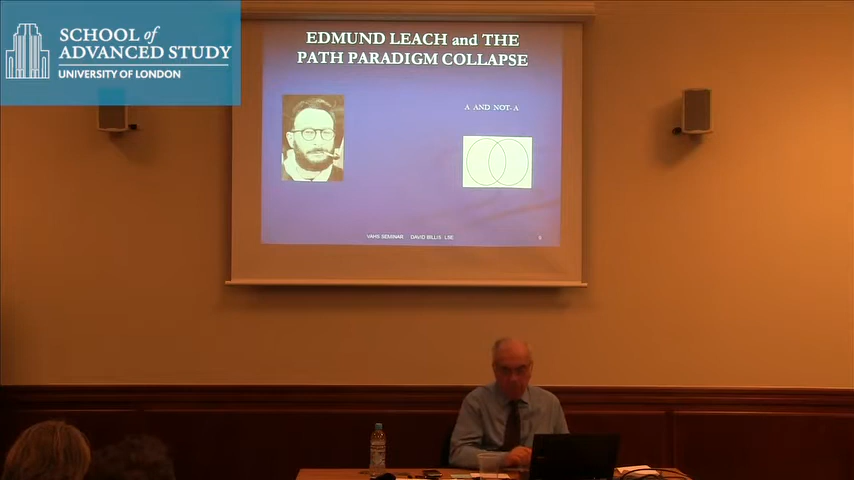 SCHOOL of
ADVANCED STUDY
UNIVERSITY OF LONDON
EDMUND LEACH and THE
PATH PARADIGM COLLAPSE
A AND NOT-A
VAHS SEMINAR DAVID BILLIS LSE